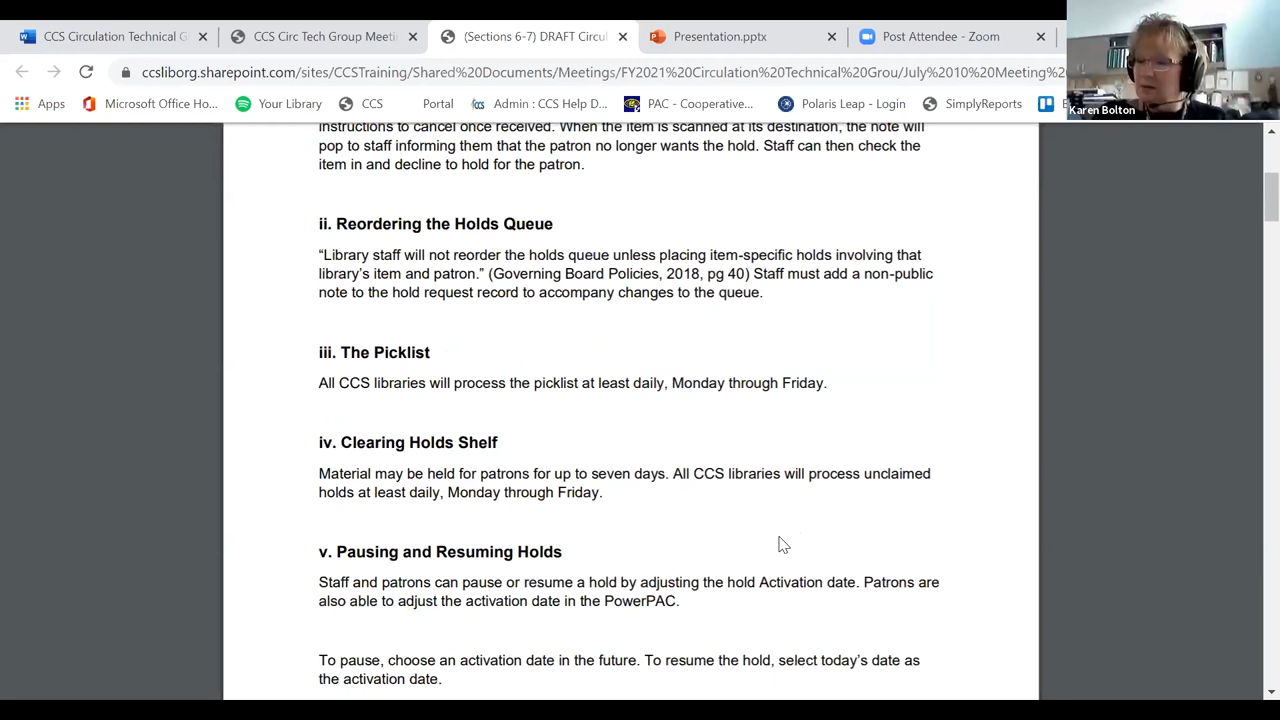 CCS Circulation Technical G
CCS Circ Tech Group Meeti
(Sections 6-7) DRAFT Circul
Presentation.pptx
Post Attendee - Zoom
ccsliborg.sharepoint.com/sites/CCSTraining/Shared%20Documents/Meetings/FY2021%20Circulation%20Technical%20Grou/July%2010%20Meeting%
Apps
Microsoft Office Ho...
Your Library
CCS
Portal
Admin : CCS Help D...
PAC - Cooperative...
Polaris Leap - Login
SimplyReports
Karen Bolton
instructions to cancel once received. When the item is scanned at its destination, the note will
pop to staff informing them that the patron no longer wants the hold. Staff can then check the
item in and decline to hold for the patron.
ii. Reordering the Holds Queue
“Library staff will not reorder the holds queue unless placing item-specific holds involving that
library’s item and patron.” (Governing Board Policies, 2018, pg 40) Staff must add a non-public
note to the hold request record to accompany changes to the queue.
iii. The Picklist
All CCS libraries will process the picklist at least daily, Monday through Friday.
iv. Clearing Holds Shelf
Material may be held for patrons for up to seven days. All CCS libraries will process unclaimed
holds at least daily, Monday through Friday.
v. Pausing and Resuming Holds
Staff and patrons can pause or resume a hold by adjusting the hold Activation date. Patrons are
also able to adjust the activation date in the PowerPAC.
To pause, choose an activation date in the future. To resume the hold, select today’s date as
the activation date.